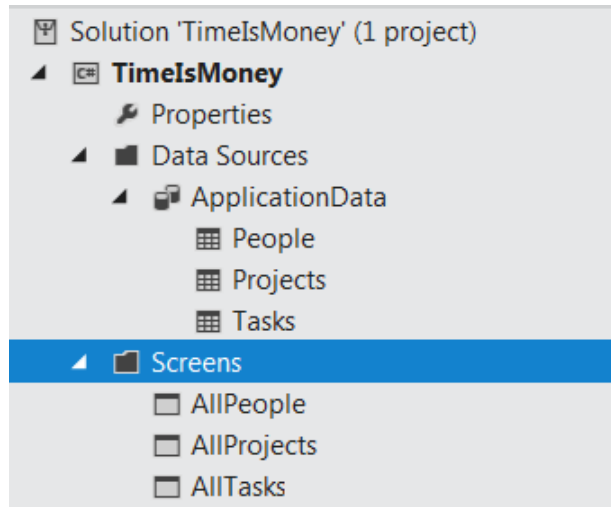 Solution 'TimeIsMoney' (1 project)
C# TimeIsMoney
Properties
Data Sources
ApplicationData
People
Projects
Tasks
Screens
AllPeople
AllProjects
AllTasks